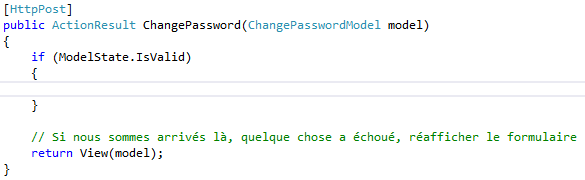 [HttpPost]
public ActionResult ChangePassword(ChangePasswordModel model)
{
    if (ModelState.IsValid)
    {
    }
    // Si nous sommes arrivés là, quelque chose a échoué, réafficher le formulaire
    return View(model);
}